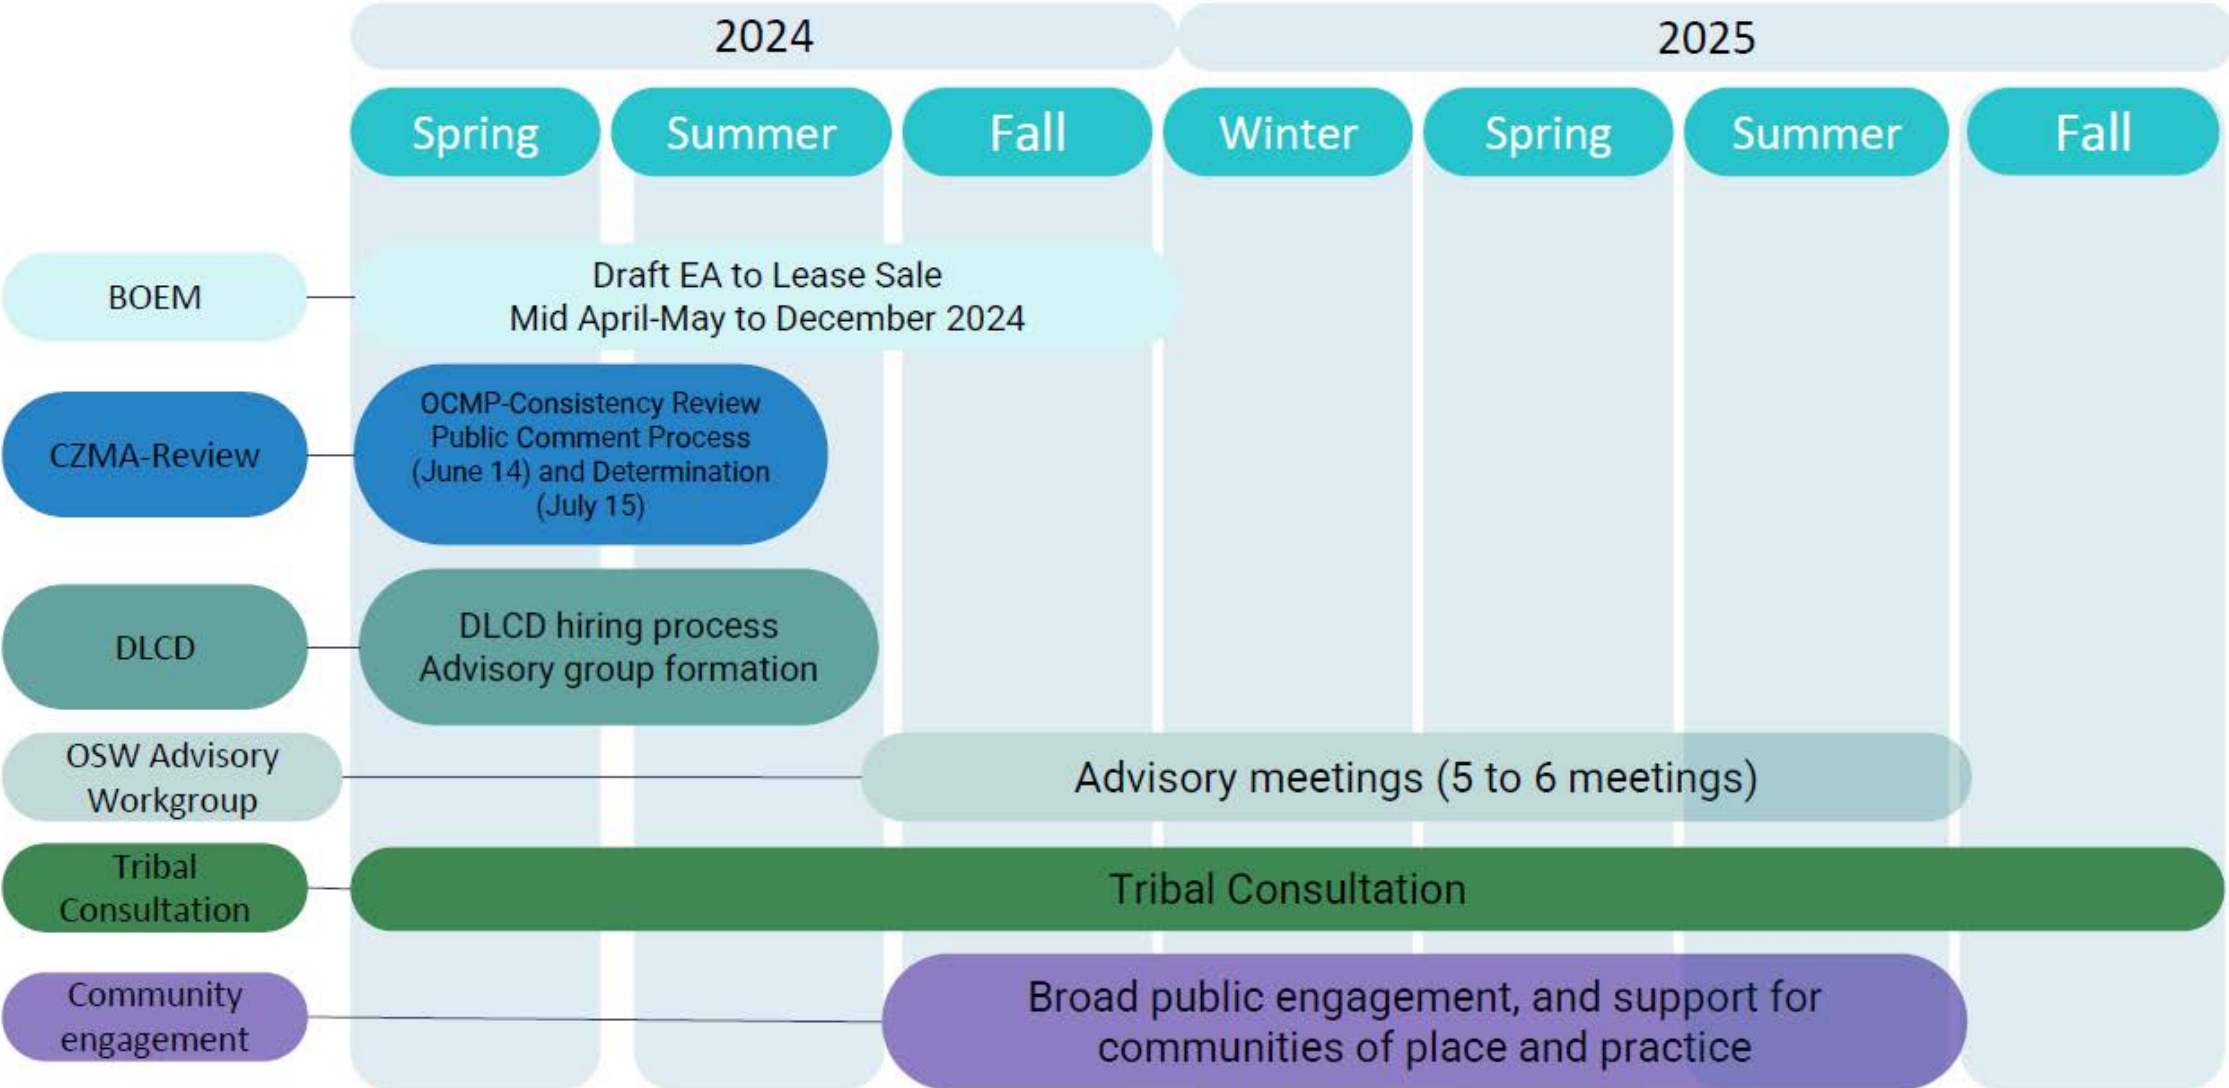 2024
2025
Spring
Summer
Fall
Winter
Spring
Summer
Fall
BOEM
Draft EA to Lease Sale
Mid April-May to December 2024
CZMA-Review
OCMP-Consistency Review
Public Comment Process
(June 14) and Determination
(July 15)
DLCD
DLCD hiring process
Advisory group formation
OSW Advisory
Workgroup
Advisory meetings (5 to 6 meetings)
Tribal
Consultation
Tribal Consultation
Community
engagement
Broad public engagement, and support for
communities of place and practice